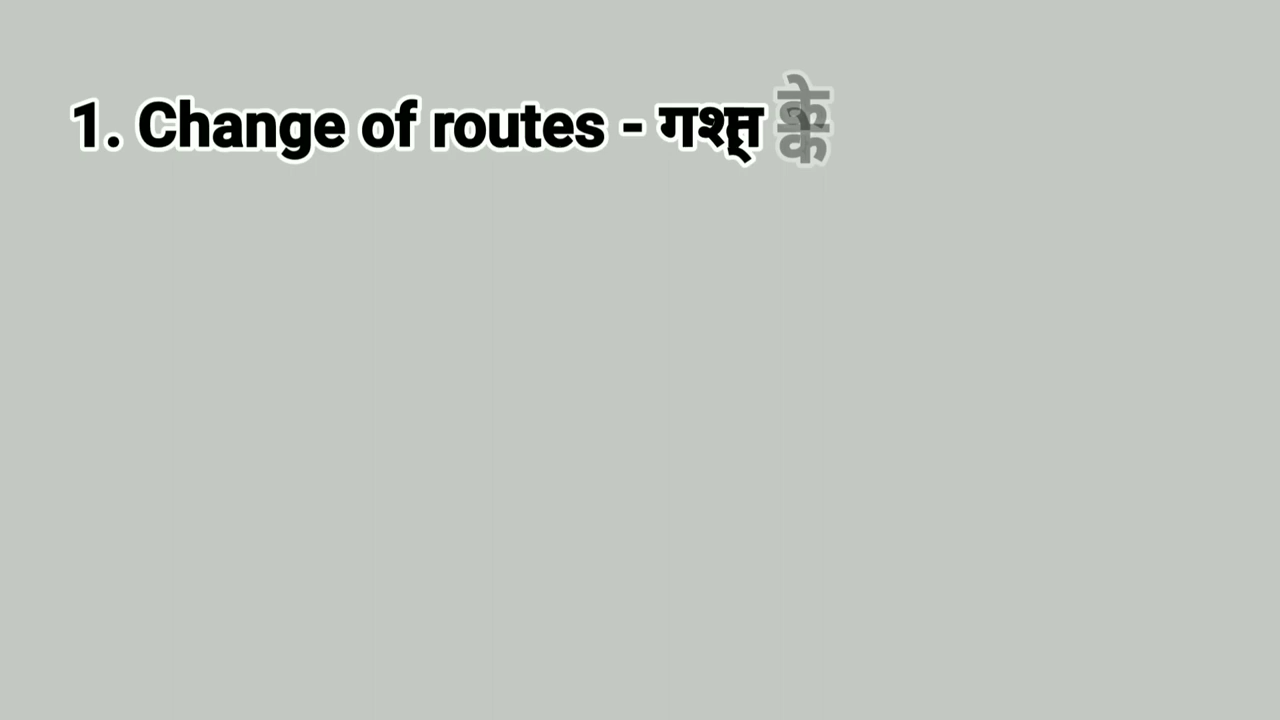 1. Change of routes - गश्त के